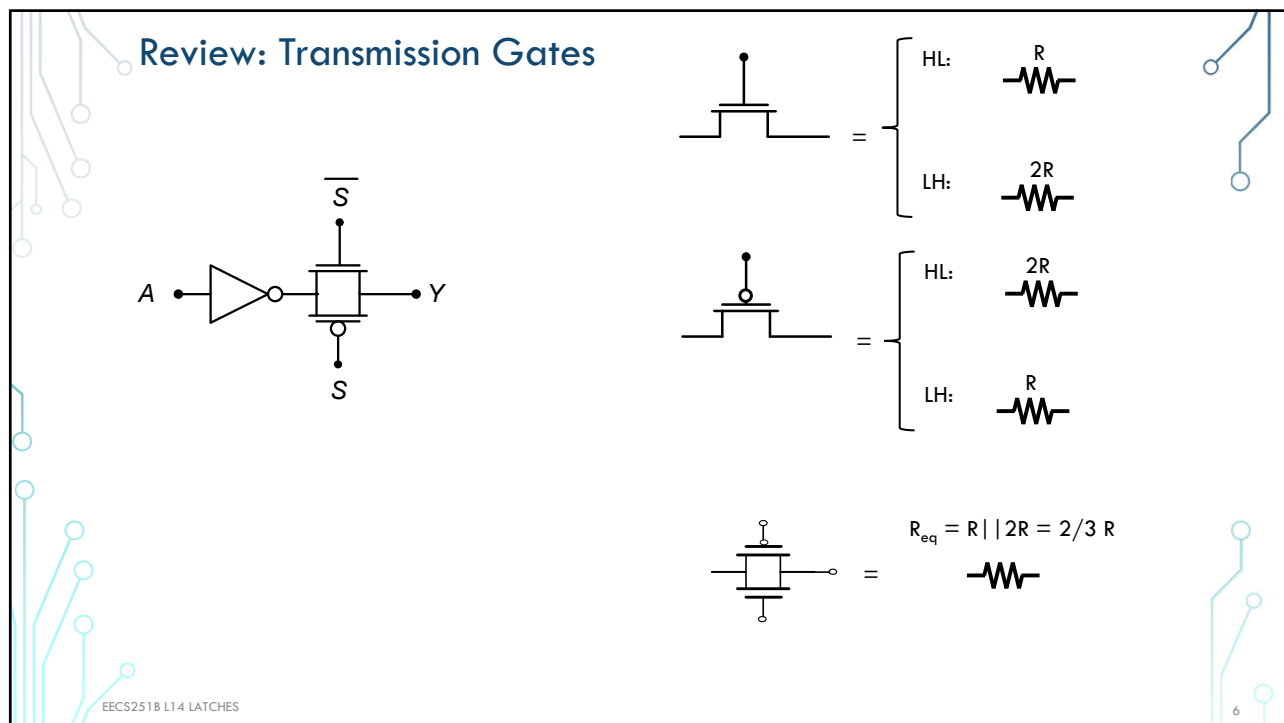 Review: Transmission Gates
S̅
A
Y
S
=
HL:
R
LH:
2R
=
HL:
2R
LH:
R
R_eq = R||2R = 2/3 R
=
EECS251B L14 LATCHES
6